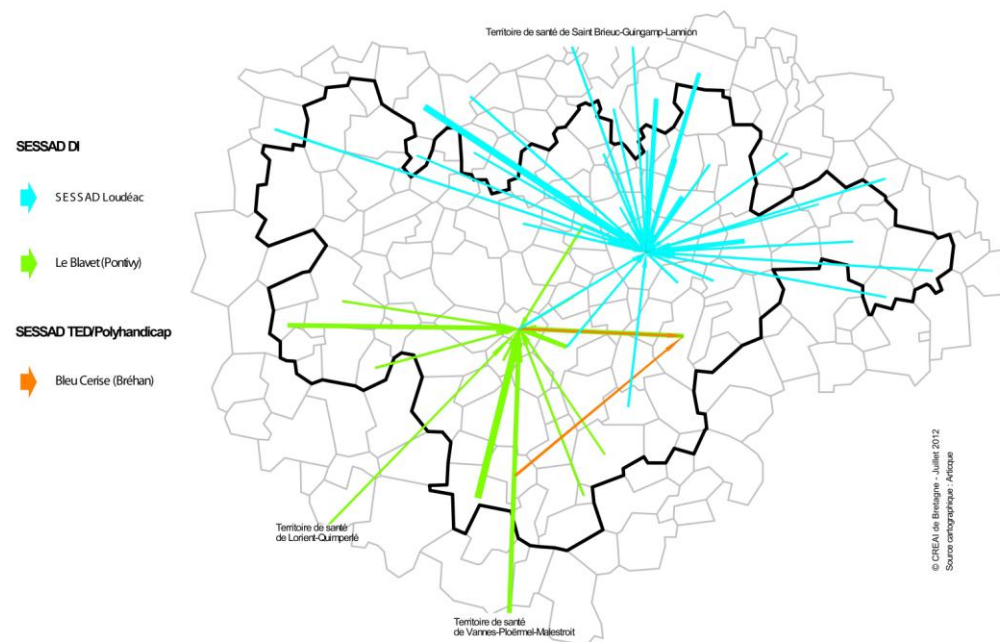 Territoire de santé de Saint Brieuc-Guingamp-Lannion
SESSAD DI
SESSAD Loudéac
Le Blavet (Pontivy)
SESSAD TED/Polyhandicap
Bleu Cerise (Bréhan)
Territoire de santé
de Lorient-Quimperlé
Territoire de santé
de Vannes-Ploërmel-Malestroit
© CREAI de Bretagne - Juillet 2012
Source cartographique : Articque